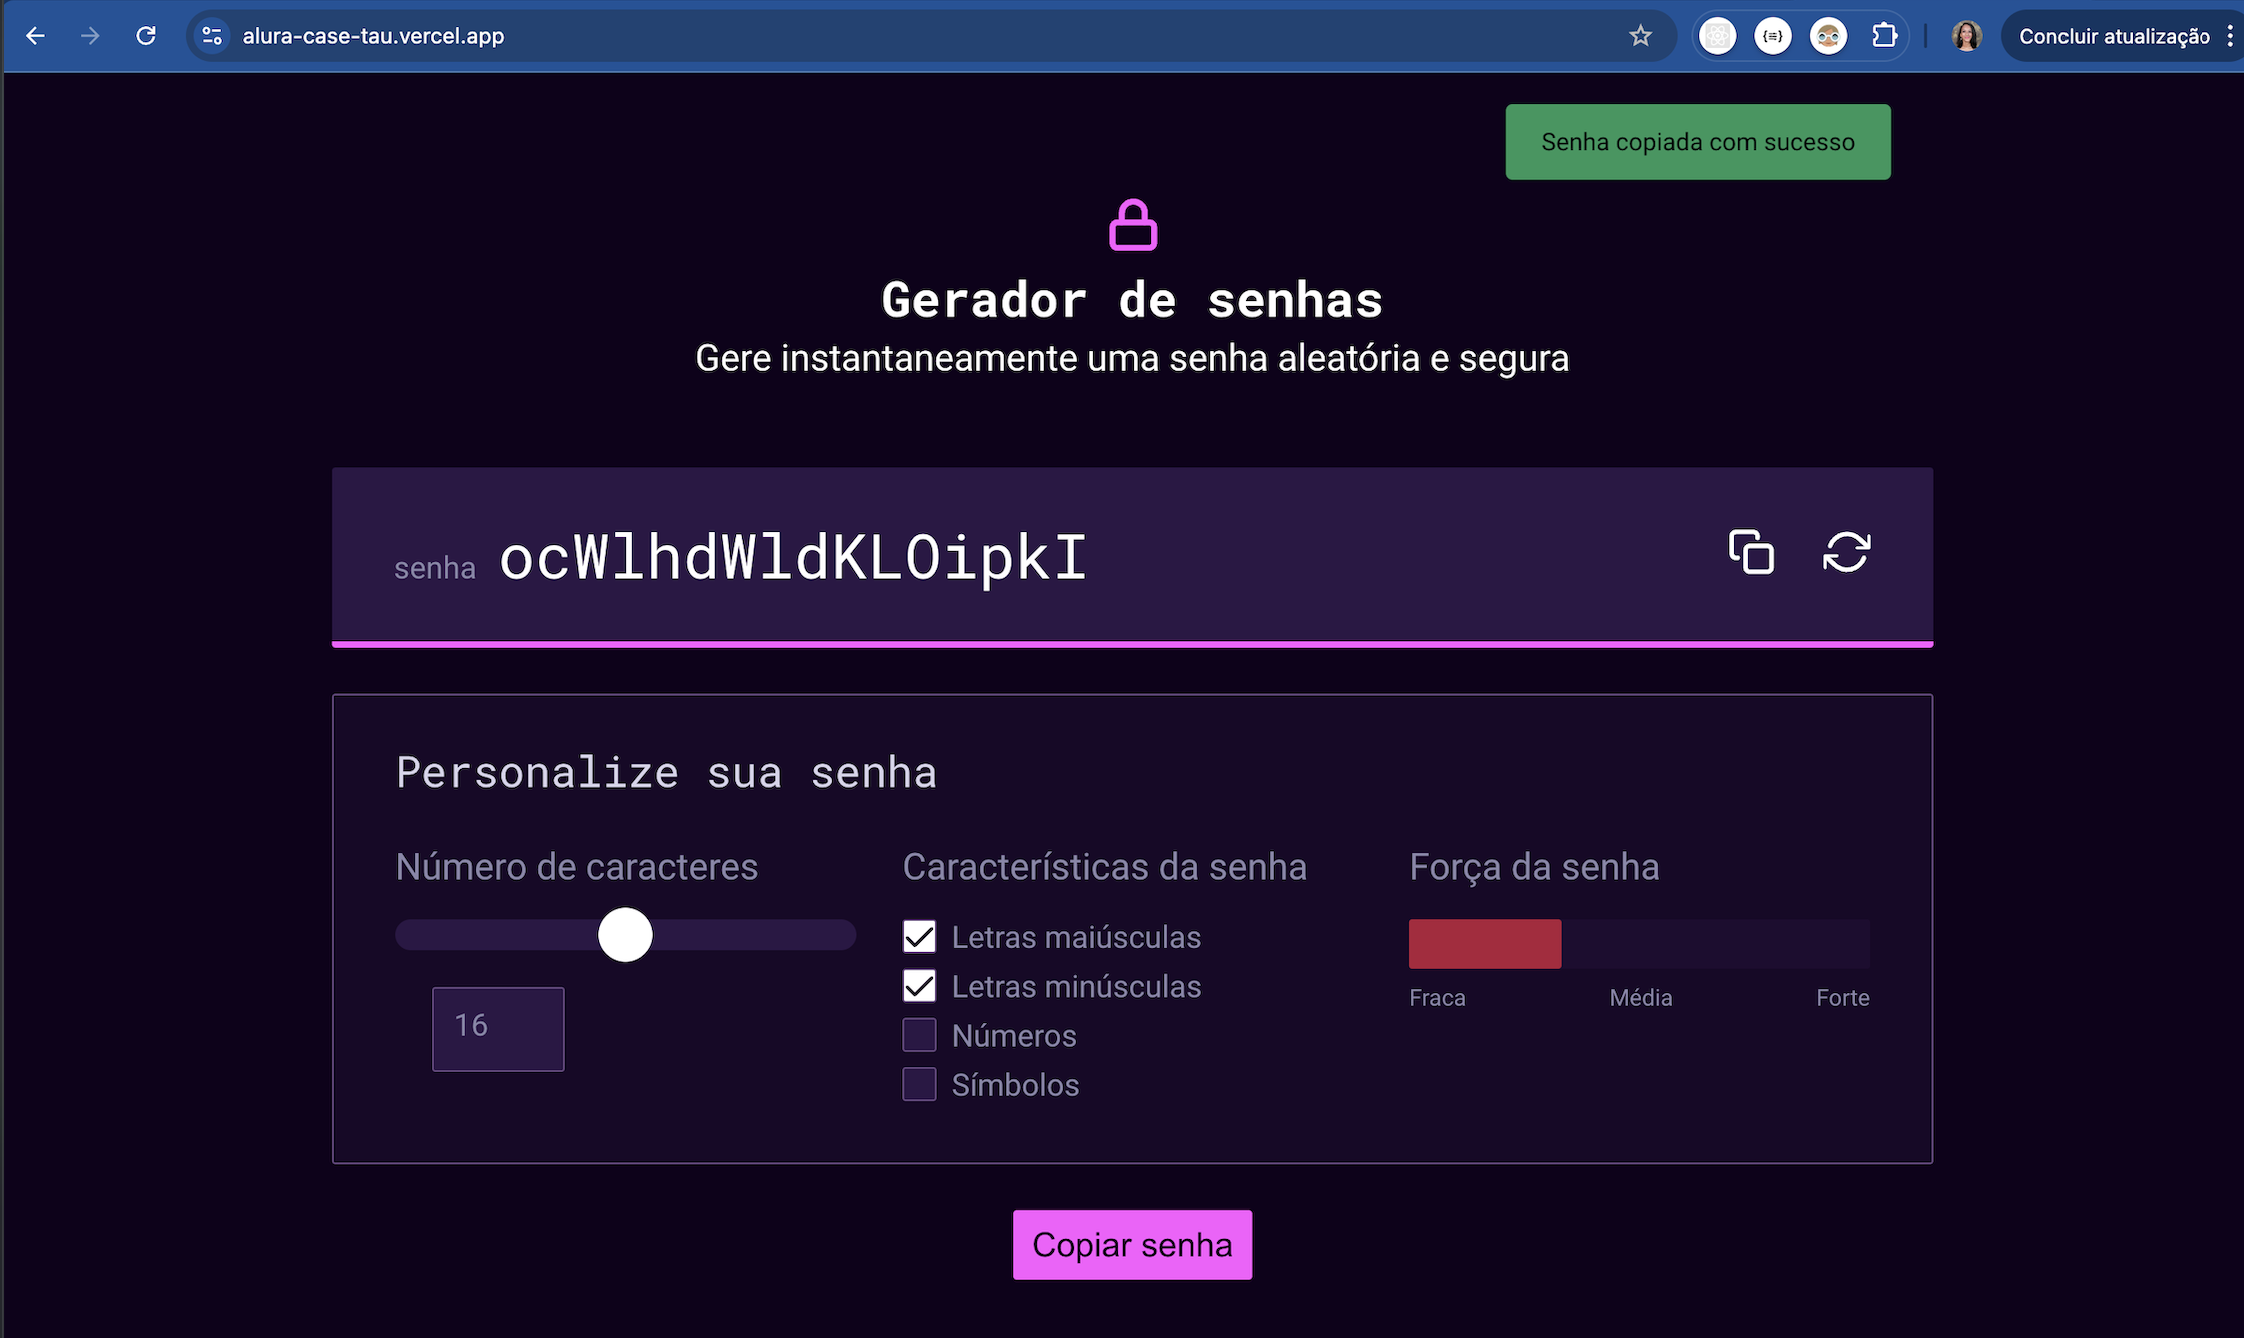 alura-case-tau.vercel.app
Concluir atualização
Senha copiada com sucesso
Gerador de senhas
Gere instantaneamente uma senha aleatória e segura
senha ocWlhdWldKLOipkI
Personalize sua senha
Número de caracteres
16
Características da senha
Letras maiúsculas
Letras minúsculas
Números
Símbolos
Força da senha
Fraca Média Forte
Copiar senha